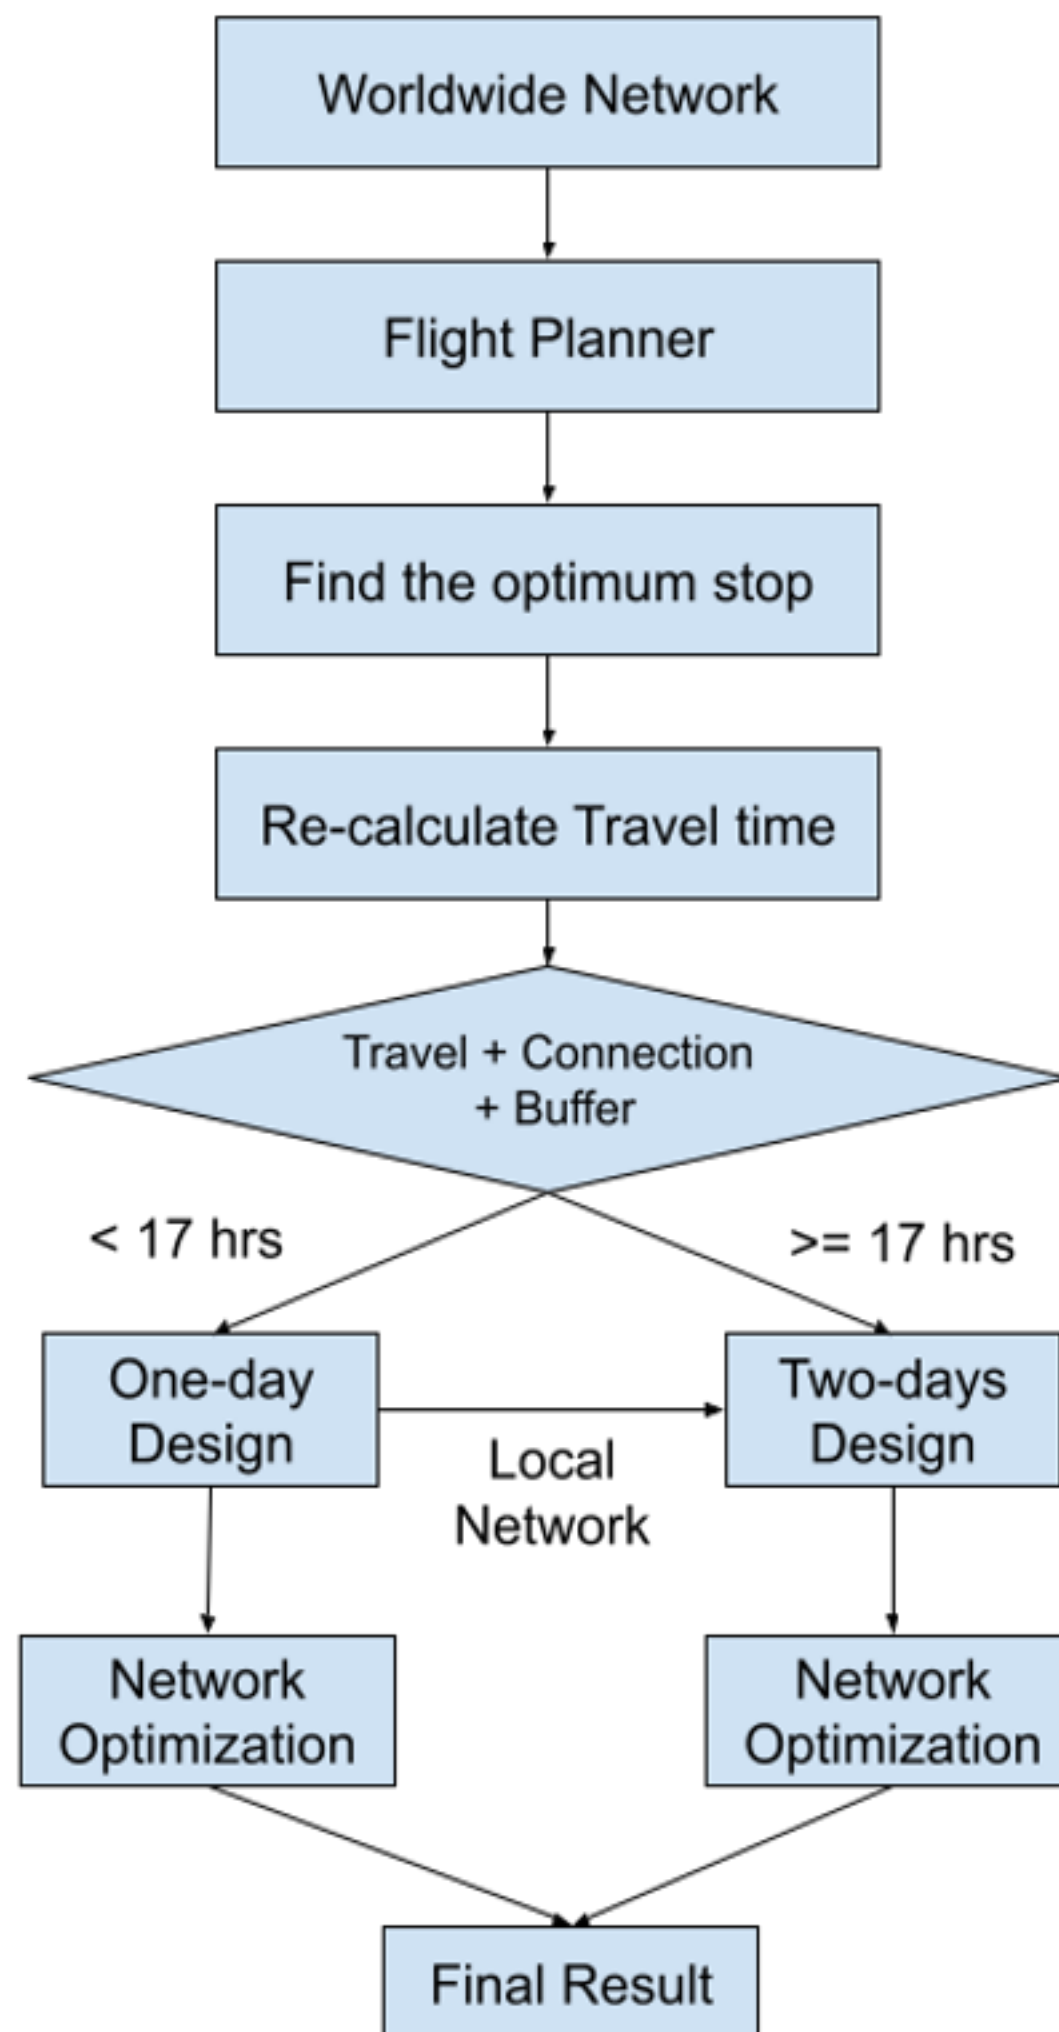 Worldwide Network
Flight Planner
Find the optimum stop
Re-calculate Travel time
Travel + Connection
+ Buffer
< 17 hrs
>= 17 hrs
One-day
Design
Local
Network
Two-days
Design
Network
Optimization
Network
Optimization
Final Result